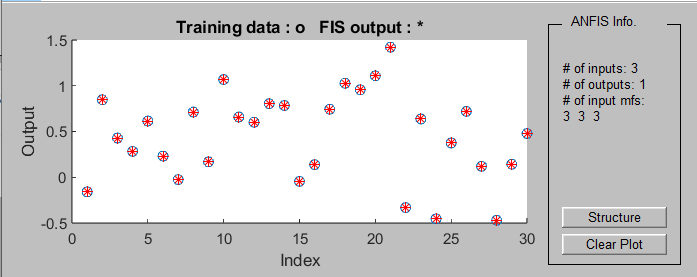 Training data : o   FIS output : *
1.5
1
0.5
0
-0.5
Output
0
5
10
15
20
25
30
Index
ANFIS Info.
# of inputs: 3
# of outputs: 1
# of input mfs:
3  3  3
Structure
Clear Plot